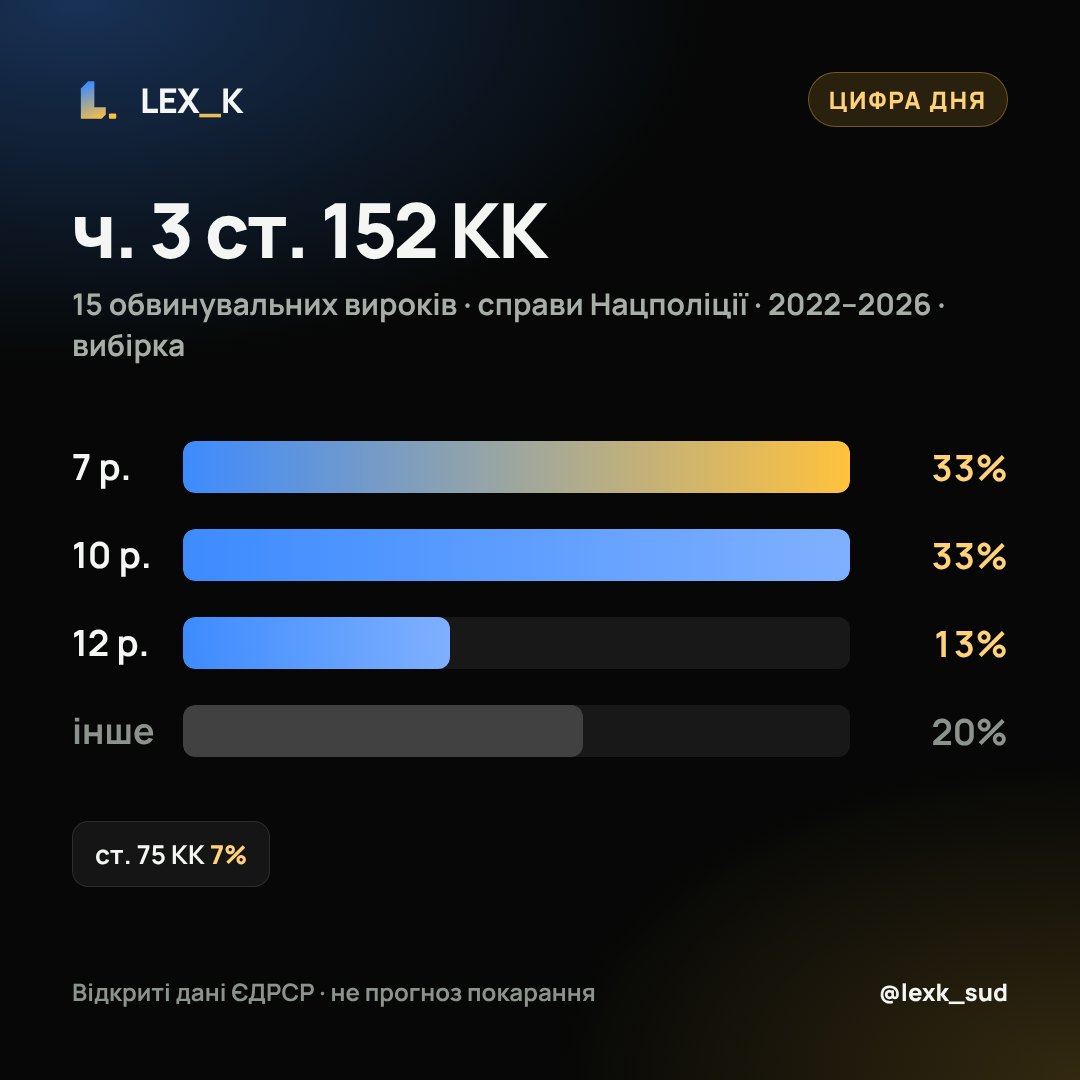 LEX_K
ЦИФРА ДНЯ
ч. 3 ст. 152 КК
15 обвинувальних вироків · справи Нацполіції · 2022–2026 ·
вибірка
7 р. 33%
10 р. 33%
12 р. 13%
інше 20%
ст. 75 КК 7%
Відкриті дані ЄДРСР · не прогноз покарання
@lexk_sud